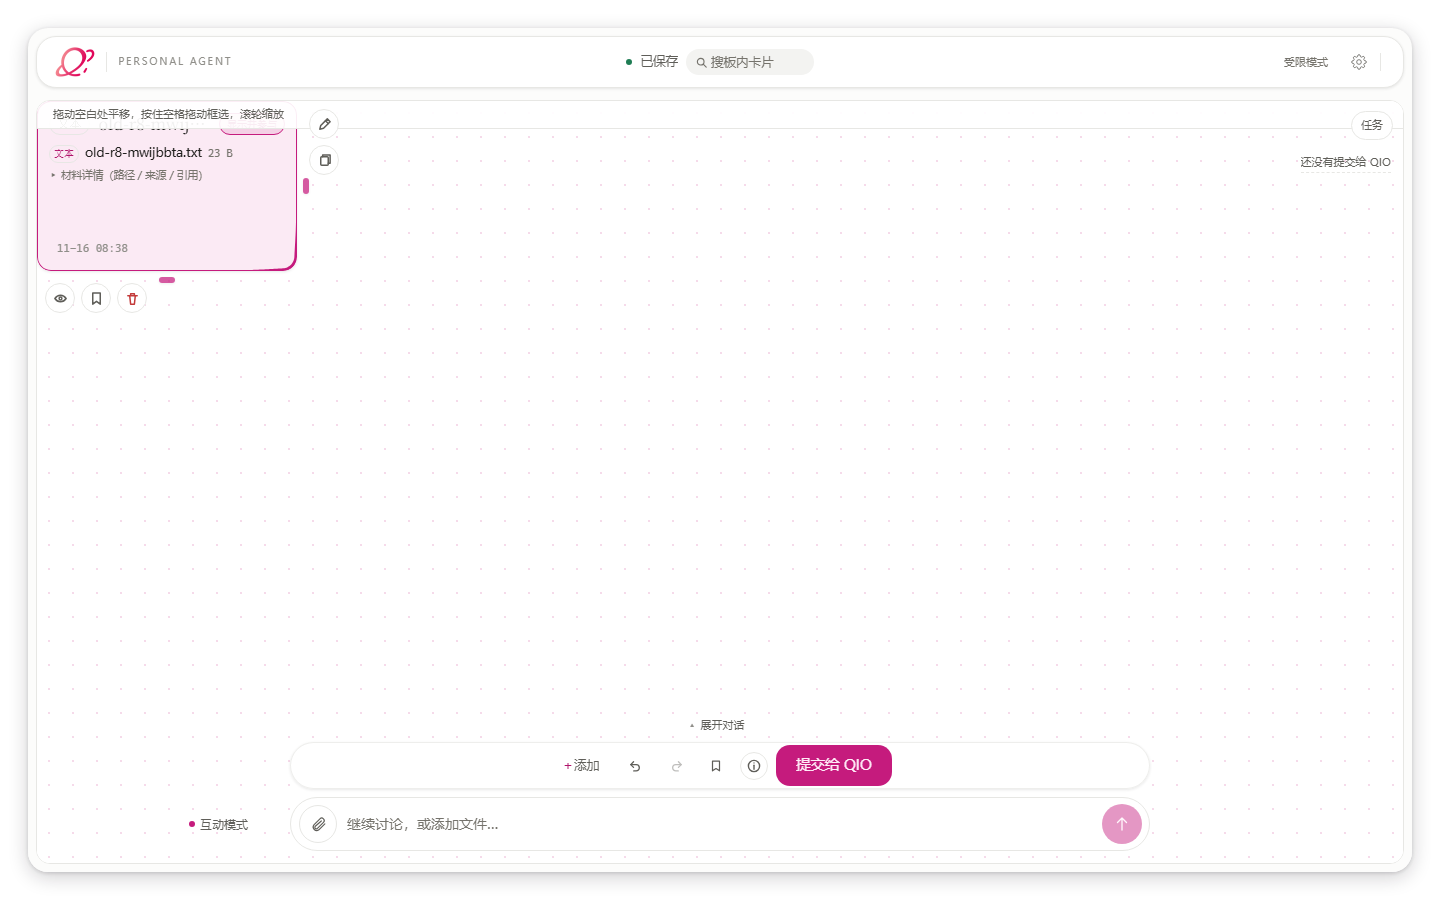 PERSONAL AGENT
已保存
搜板内卡片
受限模式
拖动空白处平移，按住空格拖动框选，滚轮缩放
任务
文本 old-r8-mwijbbta.txt 23 B
还没有提交给 QIO
▸ 材料详情（路径 / 来源 / 引用）
11-16 08:38
展开对话
+添加
提交给 QIO
互动模式
继续讨论，或添加文件...